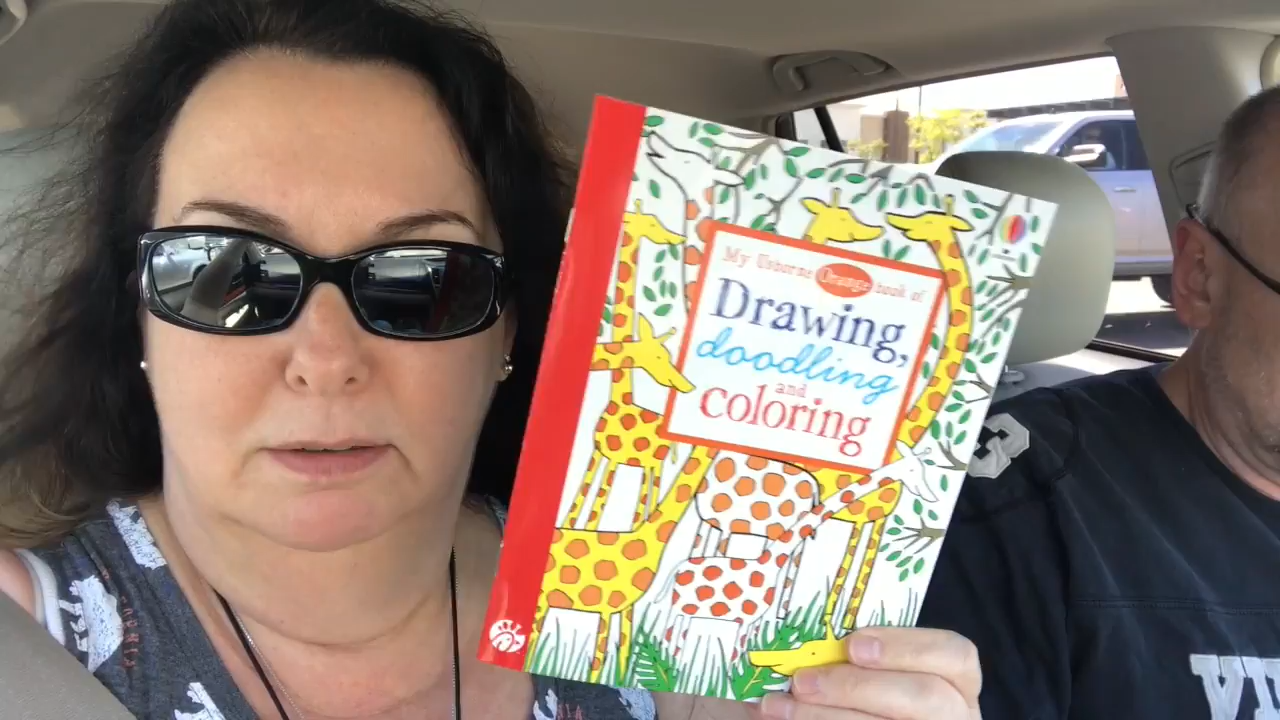 My Usborne Orange book of
Drawing,
doodling
and
coloring